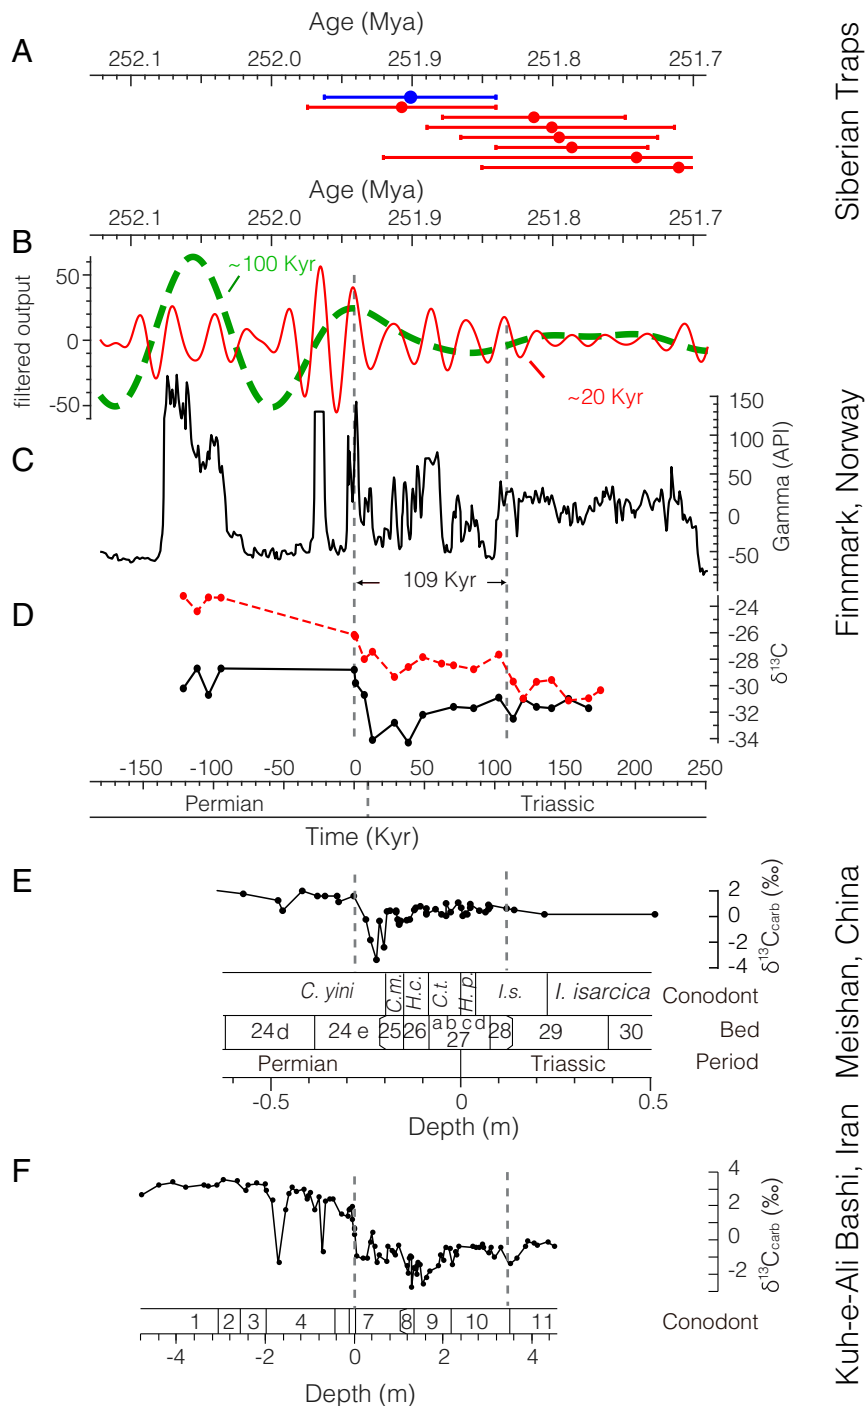 A
Age (Mya)
252.1 252.0 251.9 251.8 251.7
Siberian Traps
Age (Mya)
252.1 252.0 251.9 251.8 251.7
B
filtered output
50
0
-50
~100 Kyr
~20 Kyr
C
150
100
50
0
-50
Gamma (API)
109 Kyr
Finnmark, Norway
D
-24
-26
-28
-30
-32
-34
δ13C
-150 -100 -50 0 50 100 150 200 250
Permian Triassic
Time (Kyr)
E
2
0
-2
-4
δ13Ccarb (‰)
C. yini C.m. H.c. C.t. H. p. I.s. I. isarcica Conodont
24 d 24 e 25 26 a b c d 27 28 29 30 Bed
Permian Triassic Period
-0.5 0 0.5
Depth (m)
Meishan, China
F
4
2
0
-2
δ13Ccarb (‰)
1 2 3 4 7 8 9 10 11 Conodont
-4 -2 0 2 4
Depth (m)
Kuh-e-Ali Bashi, Iran